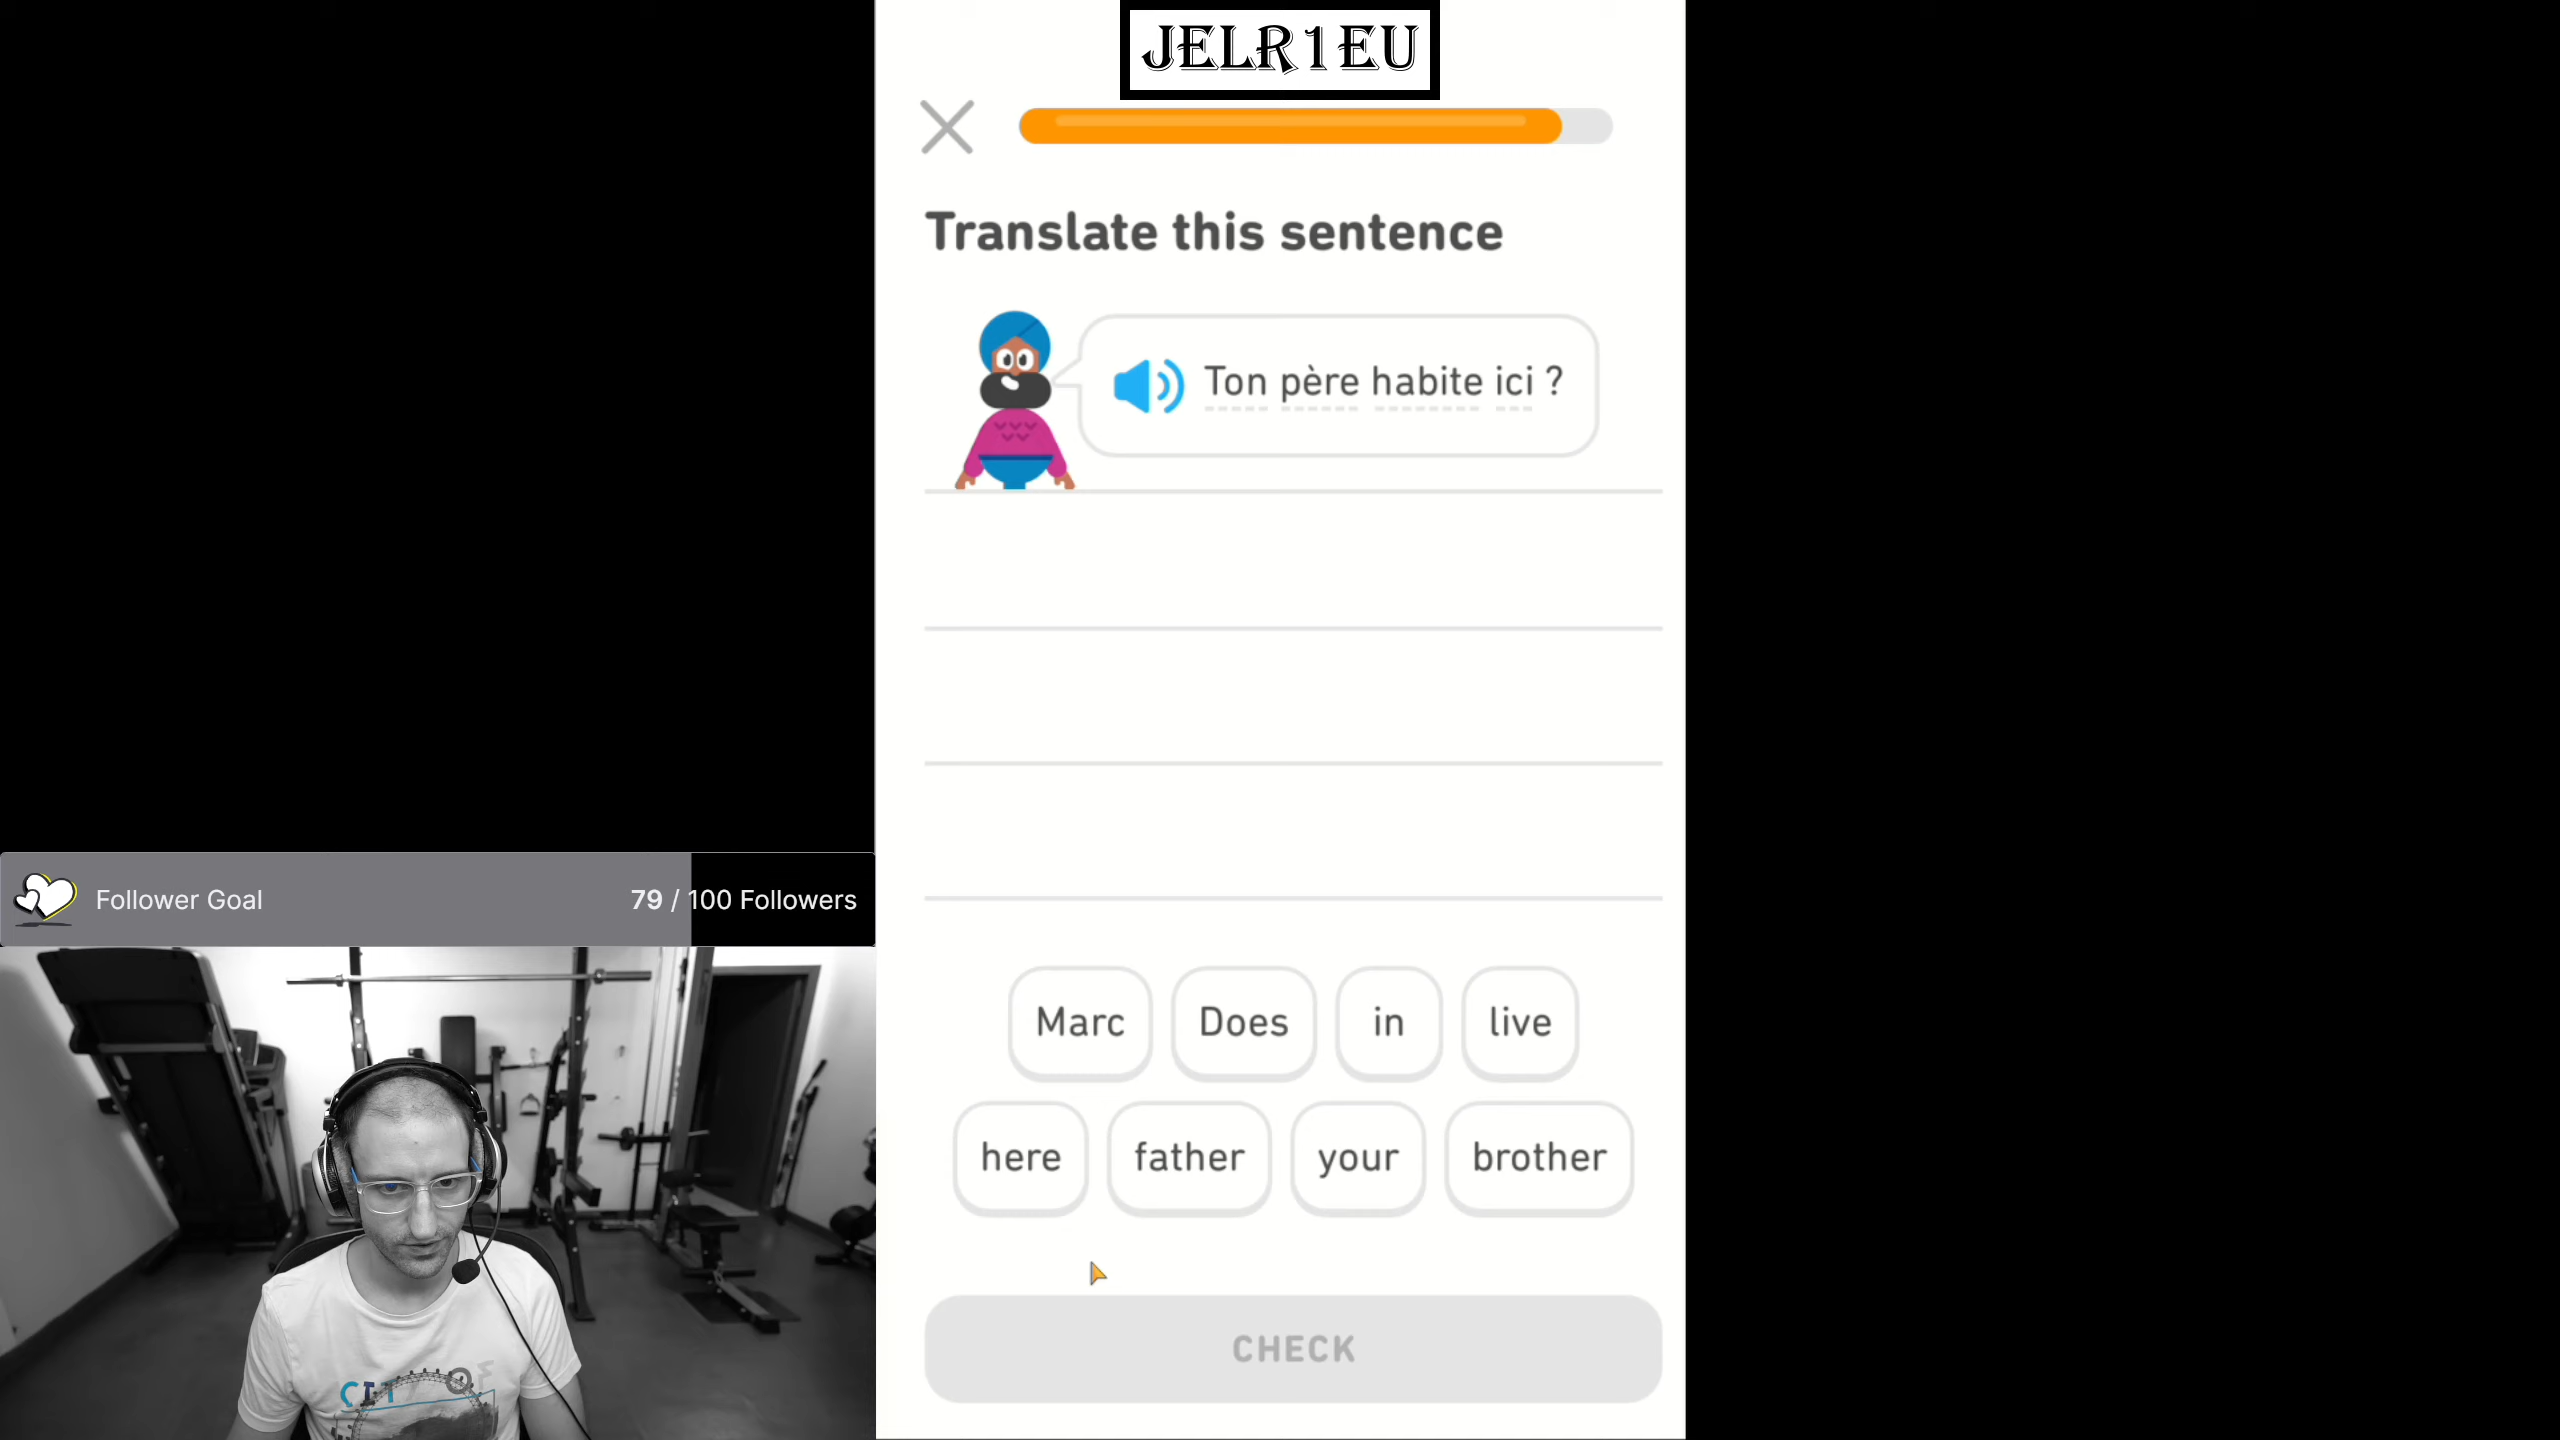 JELR1EU
Translate this sentence
Ton père habite ici ?
Follower Goal
79 / 100 Followers
Marc
Does
in
live
here
father
your
brother
CHECK